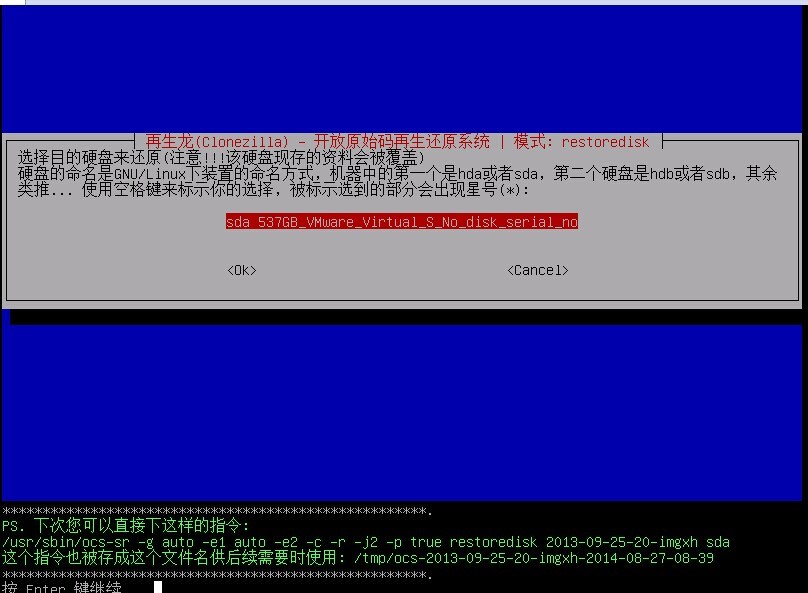 再生龙(Clonezilla) - 开放原始码再生还原系统 | 模式: restoredisk
选择目的硬盘来还原(注意!!!该硬盘现存的资料会被覆盖)
硬盘的命名是GNU/Linux下装置的命名方式, 机器中的第一个是hda或者sda, 第二个硬盘是hdb或者sdb, 其余
类推... 使用空格键来标示你的选择, 被标示选到的部分会出现星号(*):
sda 537GB_VMware_Virtual_S_No_disk_serial_no
<Ok> <Cancel>
*****************************************************.
PS. 下次您可以直接下这样的指令:
/usr/sbin/ocs-sr -g auto -e1 auto -e2 -c -r -j2 -p true restoredisk 2013-09-25-20-imgxh sda
这个指令也被存成这个文件名供后续需要时使用: /tmp/ocs-2013-09-25-20-imgxh-2014-08-27-08-39
*****************************************************.
按 Enter 键继续